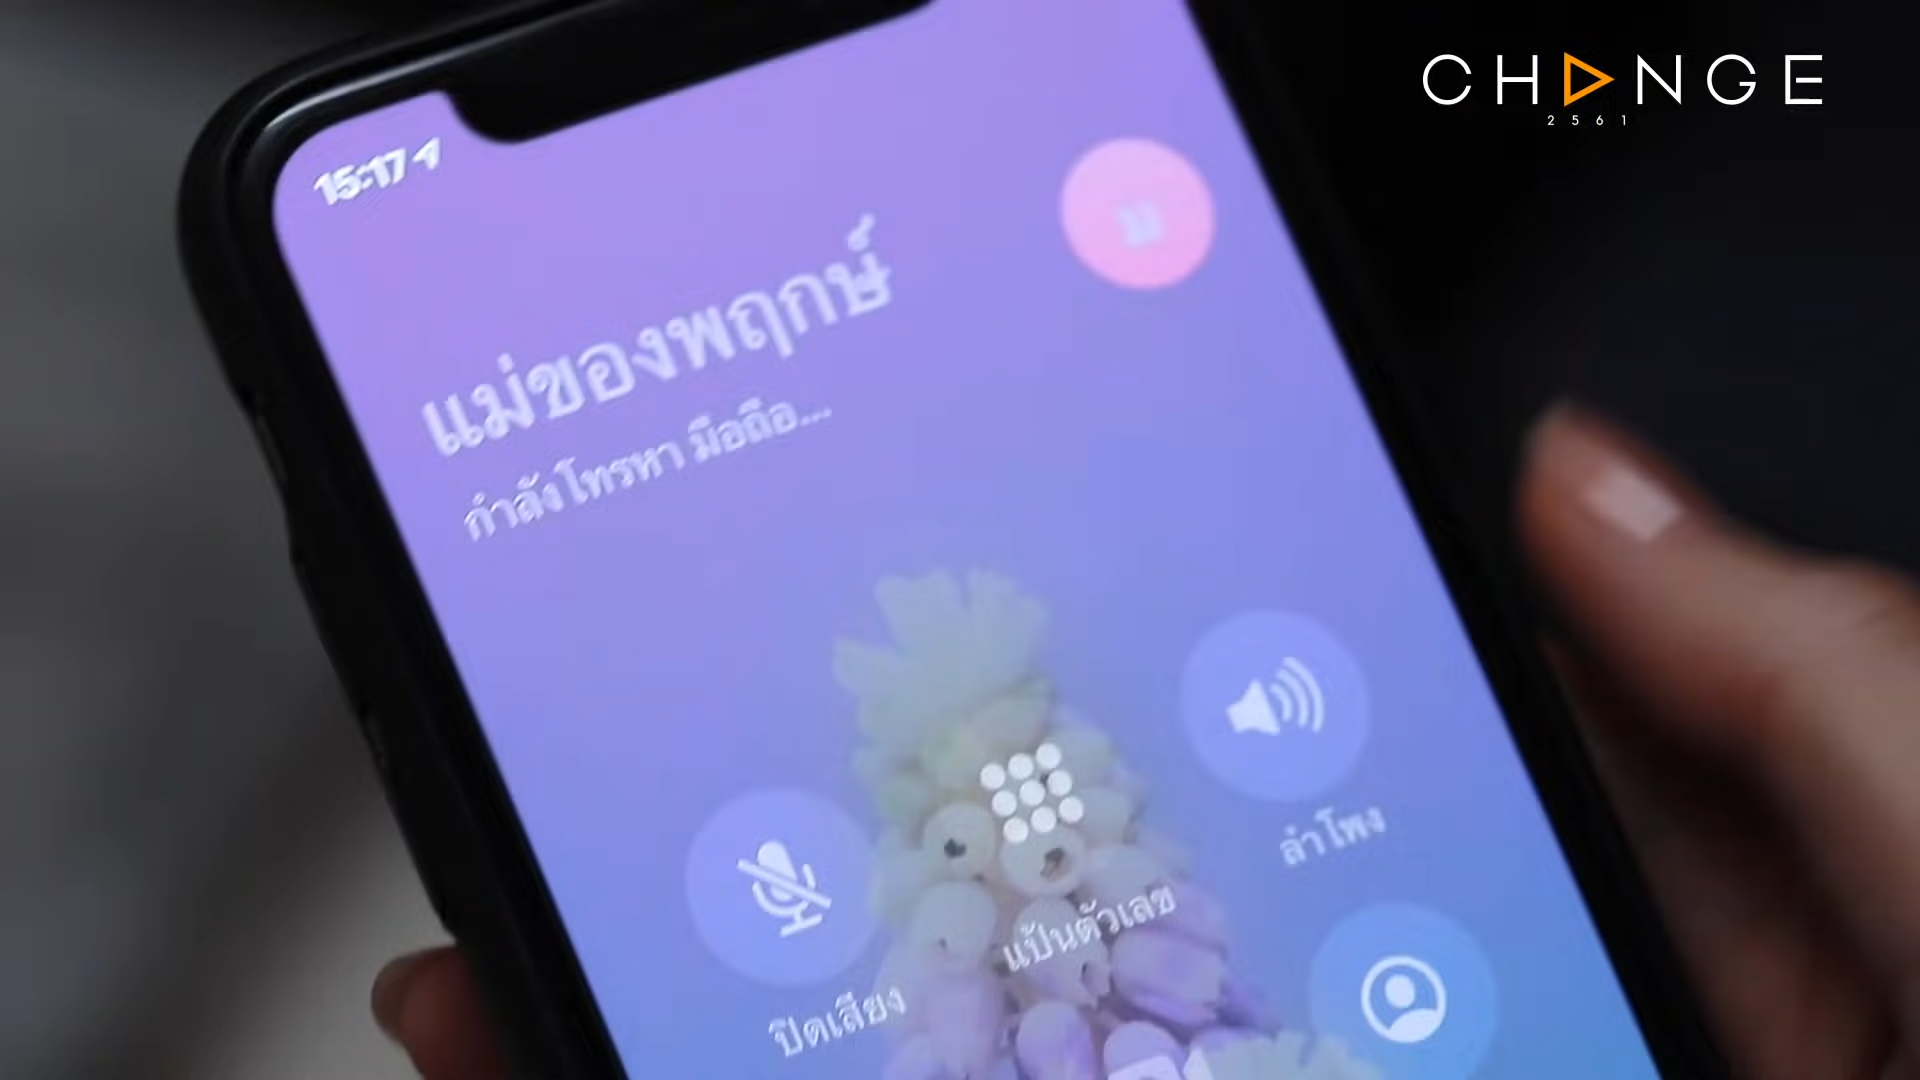 CHANGE
2561
15:17
แม่ของพฤกษ์
กำลังโทรหา มือถือ...
ลำโพง
แป้นตัวเลข
ปิดเสียง